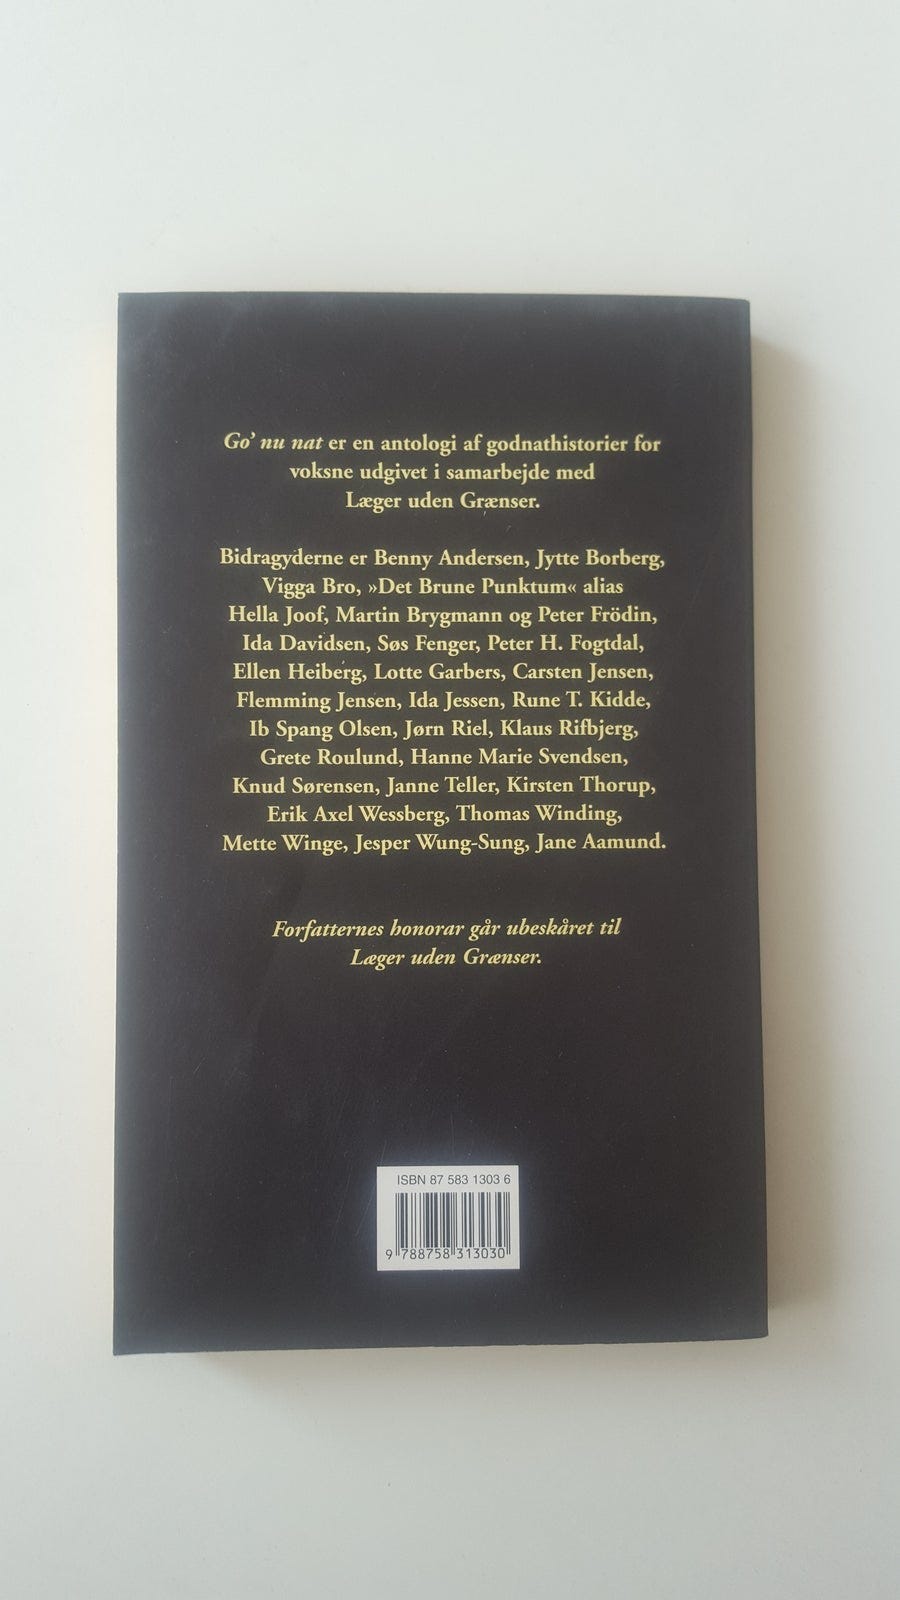 Go' nu nat er en antologi af godnathistorier for
voksne udgivet i samarbejde med
Læger uden Grænser.
Bidragyderne er Benny Andersen, Jytte Borberg,
Vigga Bro, »Det Brune Punktum« alias
Hella Joof, Martin Brygmann og Peter Frödin,
Ida Davidsen, Søs Fenger, Peter H. Fogtdal,
Ellen Heiberg, Lotte Garbers, Carsten Jensen,
Flemming Jensen, Ida Jessen, Rune T. Kidde,
Ib Spang Olsen, Jørn Riel, Klaus Rifbjerg,
Grete Roulund, Hanne Marie Svendsen,
Knud Sørensen, Janne Teller, Kirsten Thorup,
Erik Axel Wessberg, Thomas Winding,
Mette Winge, Jesper Wung-Sung, Jane Aamund.
Forfatternes honorar går ubeskåret til
Læger uden Grænser.
ISBN 87 583 1303 6
9 788758 313030